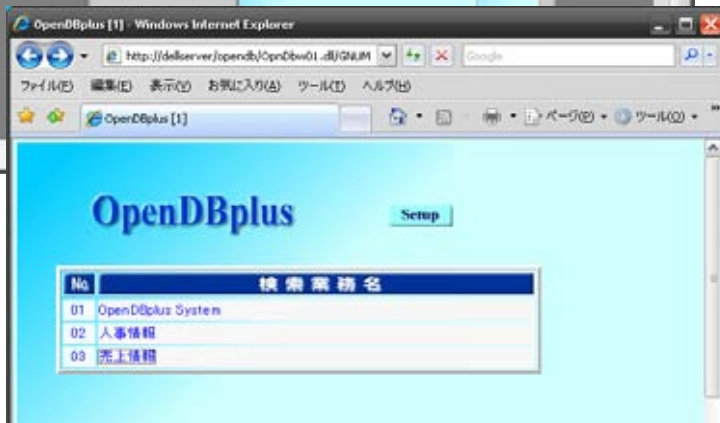 OpenDBplus [1] - Windows Internet Explorer
http://dellserver/opendb/OpnDbw01.dll/GNUM
Google
ファイル(F) 編集(E) 表示(V) お気に入り(A) ツール(T) ヘルプ(H)
OpenDBplus [1]
ページ(P) ツール(O)
OpenDBplus
Setup
No. 検索業務名
01 OpenDBplus System
02 人事情報
03 売上情報